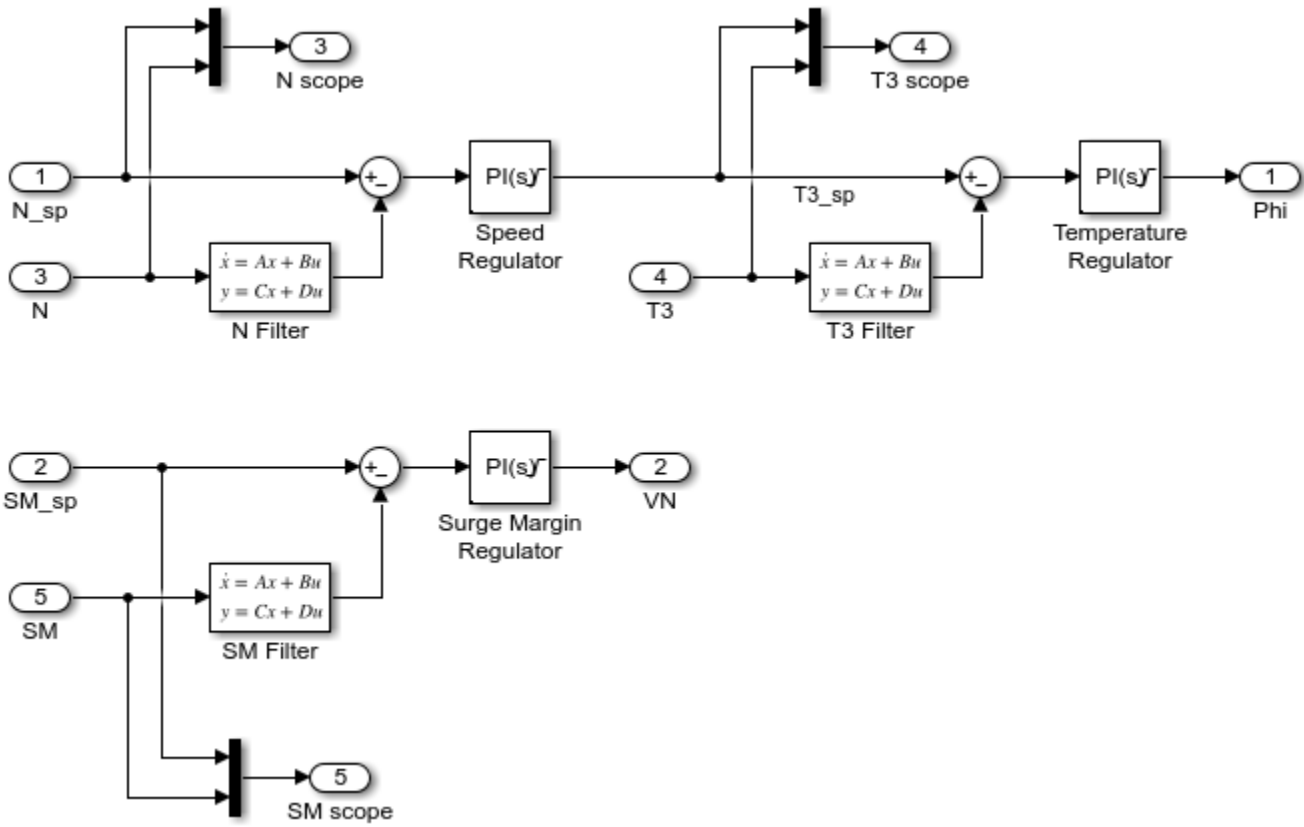 3
N scope
4
T3 scope
1
N_sp
+
-
PI(s)
Speed
Regulator
T3_sp
+
-
PI(s)
Temperature
Regulator
1
Phi
3
N
ẋ = Ax + Bu
y = Cx + Du
N Filter
4
T3
ẋ = Ax + Bu
y = Cx + Du
T3 Filter
2
SM_sp
+
-
PI(s)
Surge Margin
Regulator
2
VN
5
SM
ẋ = Ax + Bu
y = Cx + Du
SM Filter
5
SM scope